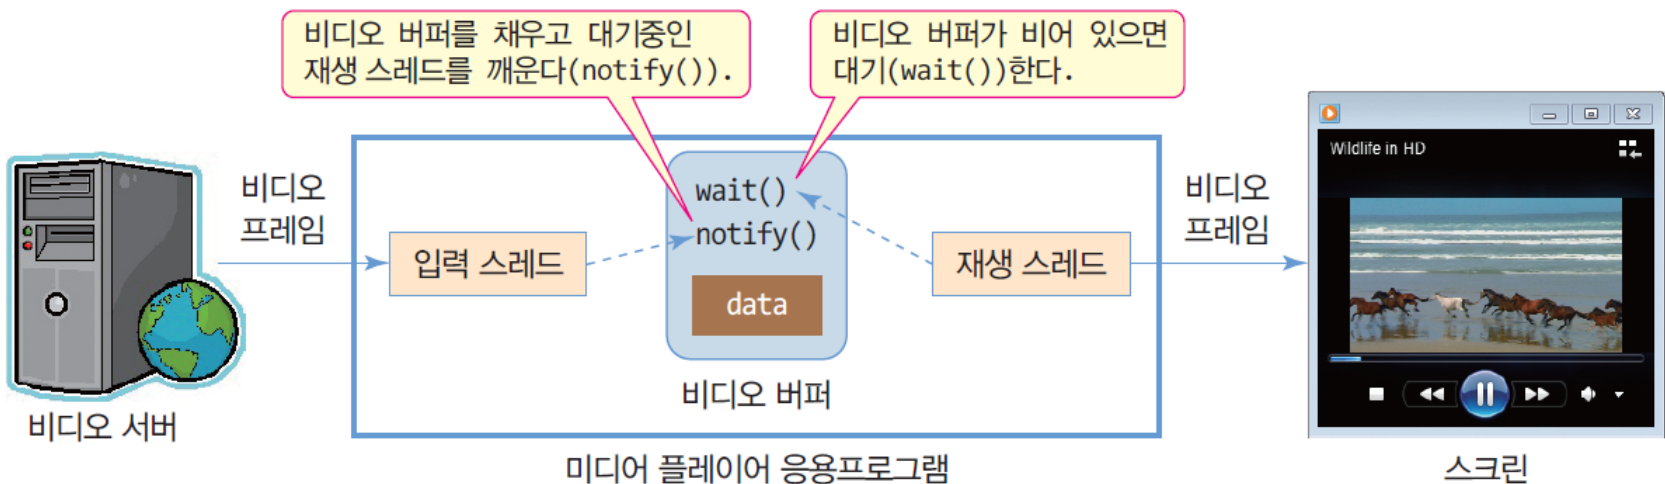 비디오 버퍼를 채우고 대기중인
재생 스레드를 깨운다(notify()).
비디오 버퍼가 비어 있으면
대기(wait())한다.
비디오
프레임
입력 스레드
wait()
notify()
data
재생 스레드
비디오
프레임
Wildlife in HD
비디오 버퍼
비디오 서버
미디어 플레이어 응용프로그램
스크린